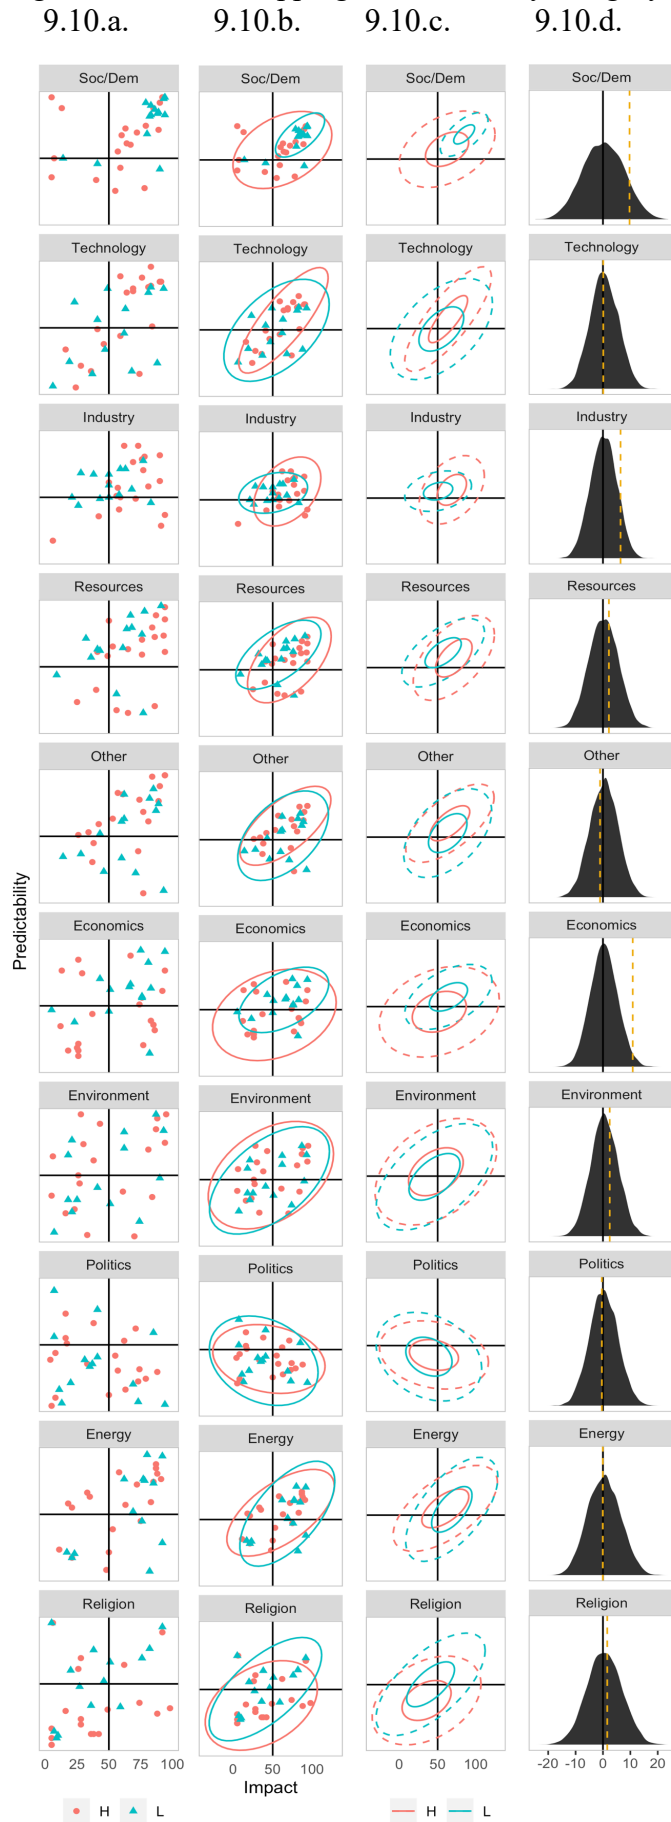 9.10.a. 9.10.b. 9.10.c. 9.10.d.
Soc/Dem Soc/Dem Soc/Dem Soc/Dem
Technology Technology Technology Technology
Industry Industry Industry Industry
Resources Resources Resources Resources
Other Other Other Other
Predictability
Economics Economics Economics Economics
Environment Environment Environment Environment
Politics Politics Politics Politics
Energy Energy Energy Energy
Religion Religion Religion Religion
0 25 50 75 100 0 50 100 0 50 100 -20 -10 0 10 20
Impact
H L H L